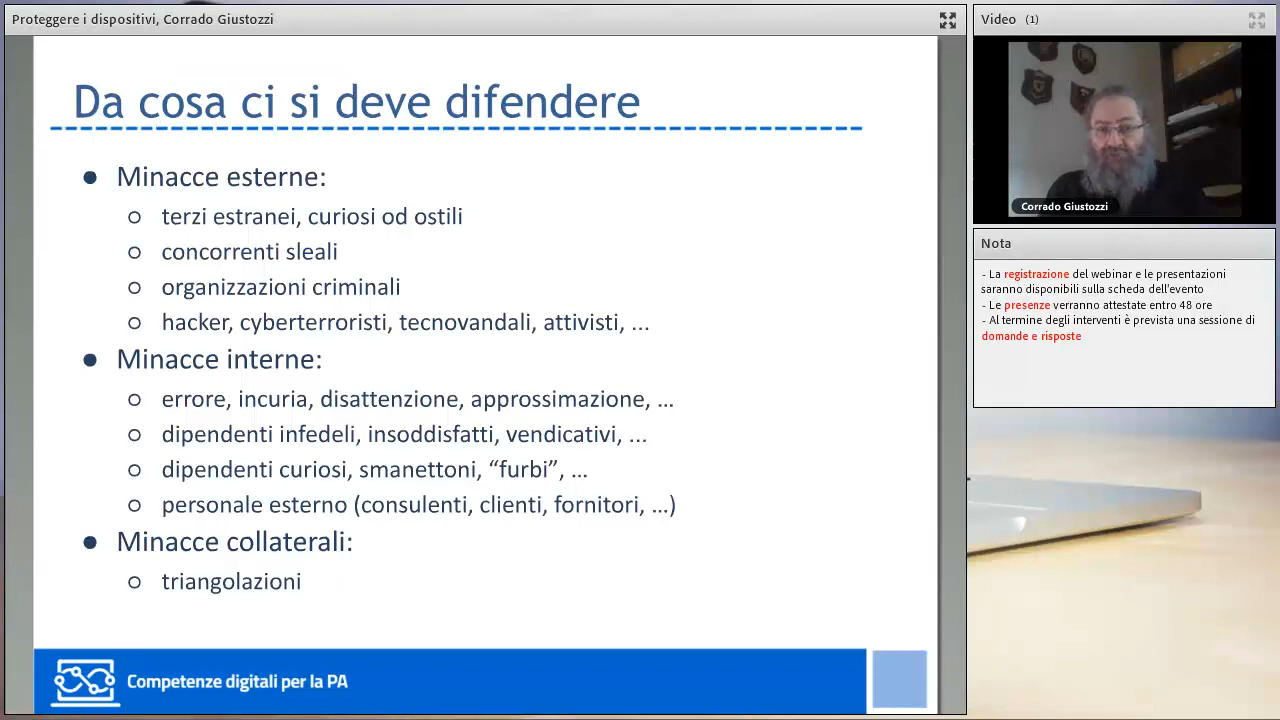 Proteggere i dispositivi, Corrado Giustozzi
Da cosa ci si deve difendere
● Minacce esterne:
○ terzi estranei, curiosi od ostili
○ concorrenti sleali
○ organizzazioni criminali
○ hacker, cyberterroristi, tecnovandali, attivisti, ...
● Minacce interne:
○ errore, incuria, disattenzione, approssimazione, ...
○ dipendenti infedeli, insoddisfatti, vendicativi, ...
○ dipendenti curiosi, smanettoni, “furbi”, ...
○ personale esterno (consulenti, clienti, fornitori, ...)
● Minacce collaterali:
○ triangolazioni
Competenze digitali per la PA
Video (1)
Corrado Giustozzi
Nota
- La registrazione del webinar e le presentazioni
saranno disponibili sulla scheda dell'evento
- Le presenze verranno attestate entro 48 ore
- Al termine degli interventi è prevista una sessione di
domande e risposte